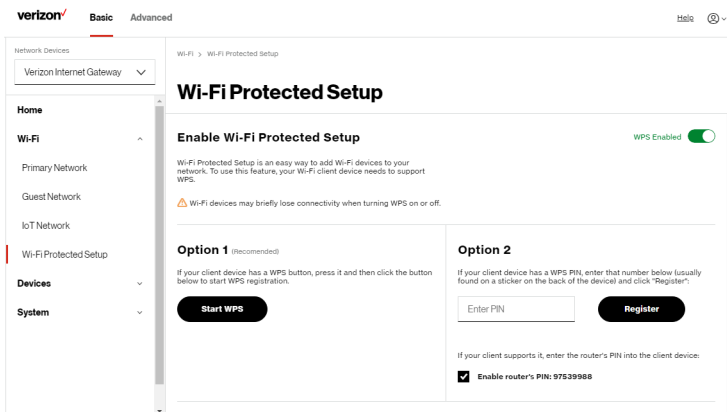 verizon✓ Basic Advanced Help
Network Devices
Verizon Internet Gateway
Home
Wi-Fi
Primary Network
Guest Network
IoT Network
Wi-Fi Protected Setup
Devices
System
Wi-Fi > Wi-Fi Protected Setup
Wi-Fi Protected Setup
Enable Wi-Fi Protected Setup
WPS Enabled
Wi-Fi Protected Setup is an easy way to add Wi-Fi devices to your
network. To use this feature, your Wi-Fi client device needs to support
WPS.
Wi-Fi devices may briefly lose connectivity when turning WPS on or off.
Option 1 (Recomended)
If your client device has a WPS button, press it and then click the button
below to start WPS registration.
Start WPS
Option 2
If your client device has a WPS PIN, enter that number below (usually
found on a sticker on the back of the device) and click "Register":
Enter PIN
Register
If your client supports it, enter the router's PIN into the client device:
Enable router's PIN: 97539988